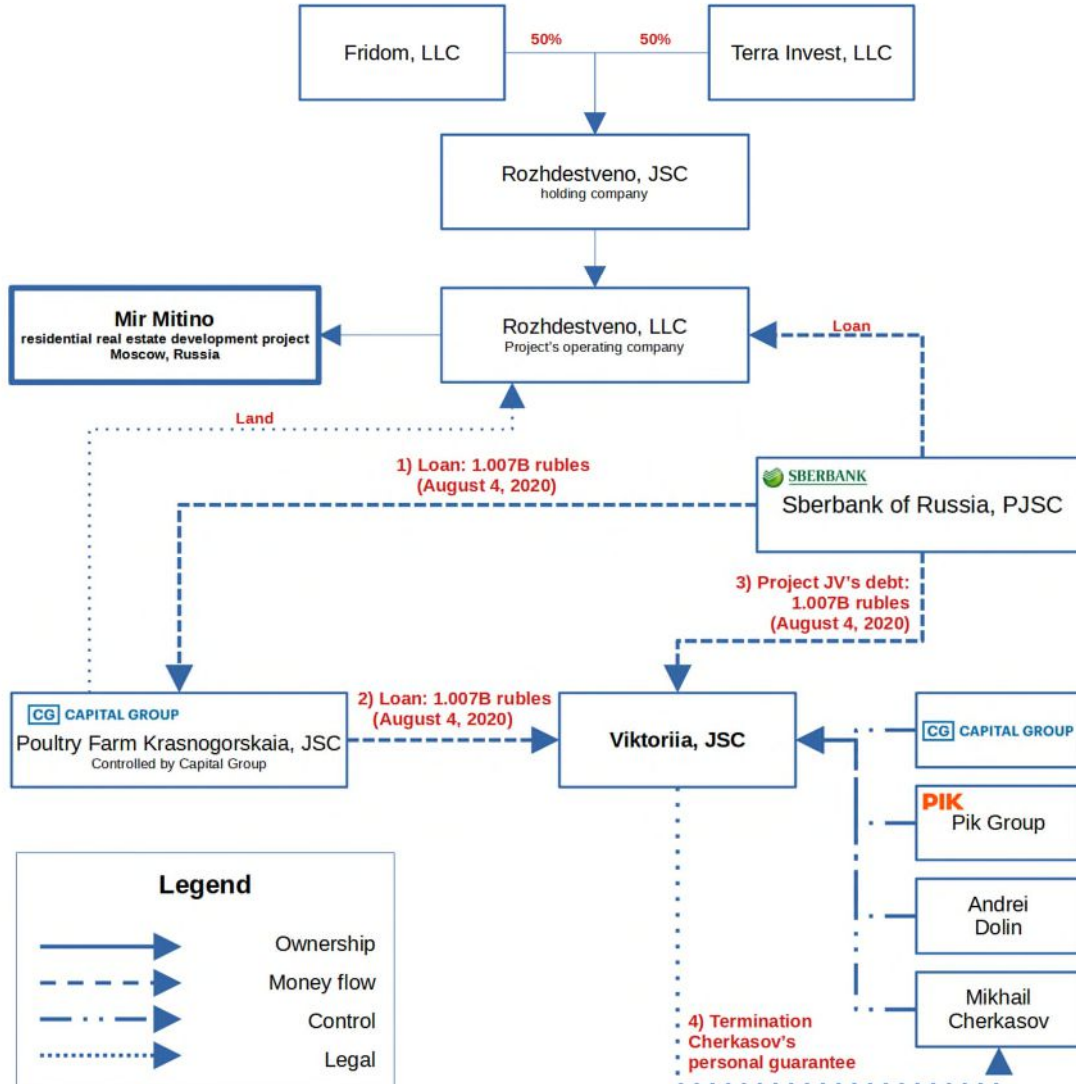 Fridom, LLC
50%
50%
Terra Invest, LLC
Rozhdestveno, JSC
holding company
Mir Mitino
residential real estate development project
Moscow, Russia
Rozhdestveno, LLC
Project's operating company
Loan
Land
1) Loan: 1.007B rubles
(August 4, 2020)
SBERBANK
Sberbank of Russia, PJSC
3) Project JV's debt:
1.007B rubles
(August 4, 2020)
CG CAPITAL GROUP
Poultry Farm Krasnogorskaia, JSC
Controlled by Capital Group
2) Loan: 1.007B rubles
(August 4, 2020)
Viktoriia, JSC
CG CAPITAL GROUP
PIK
Pik Group
Andrei
Dolin
Mikhail
Cherkasov
4) Termination
Cherkasov's
personal guarantee
Legend
Ownership
Money flow
Control
Legal